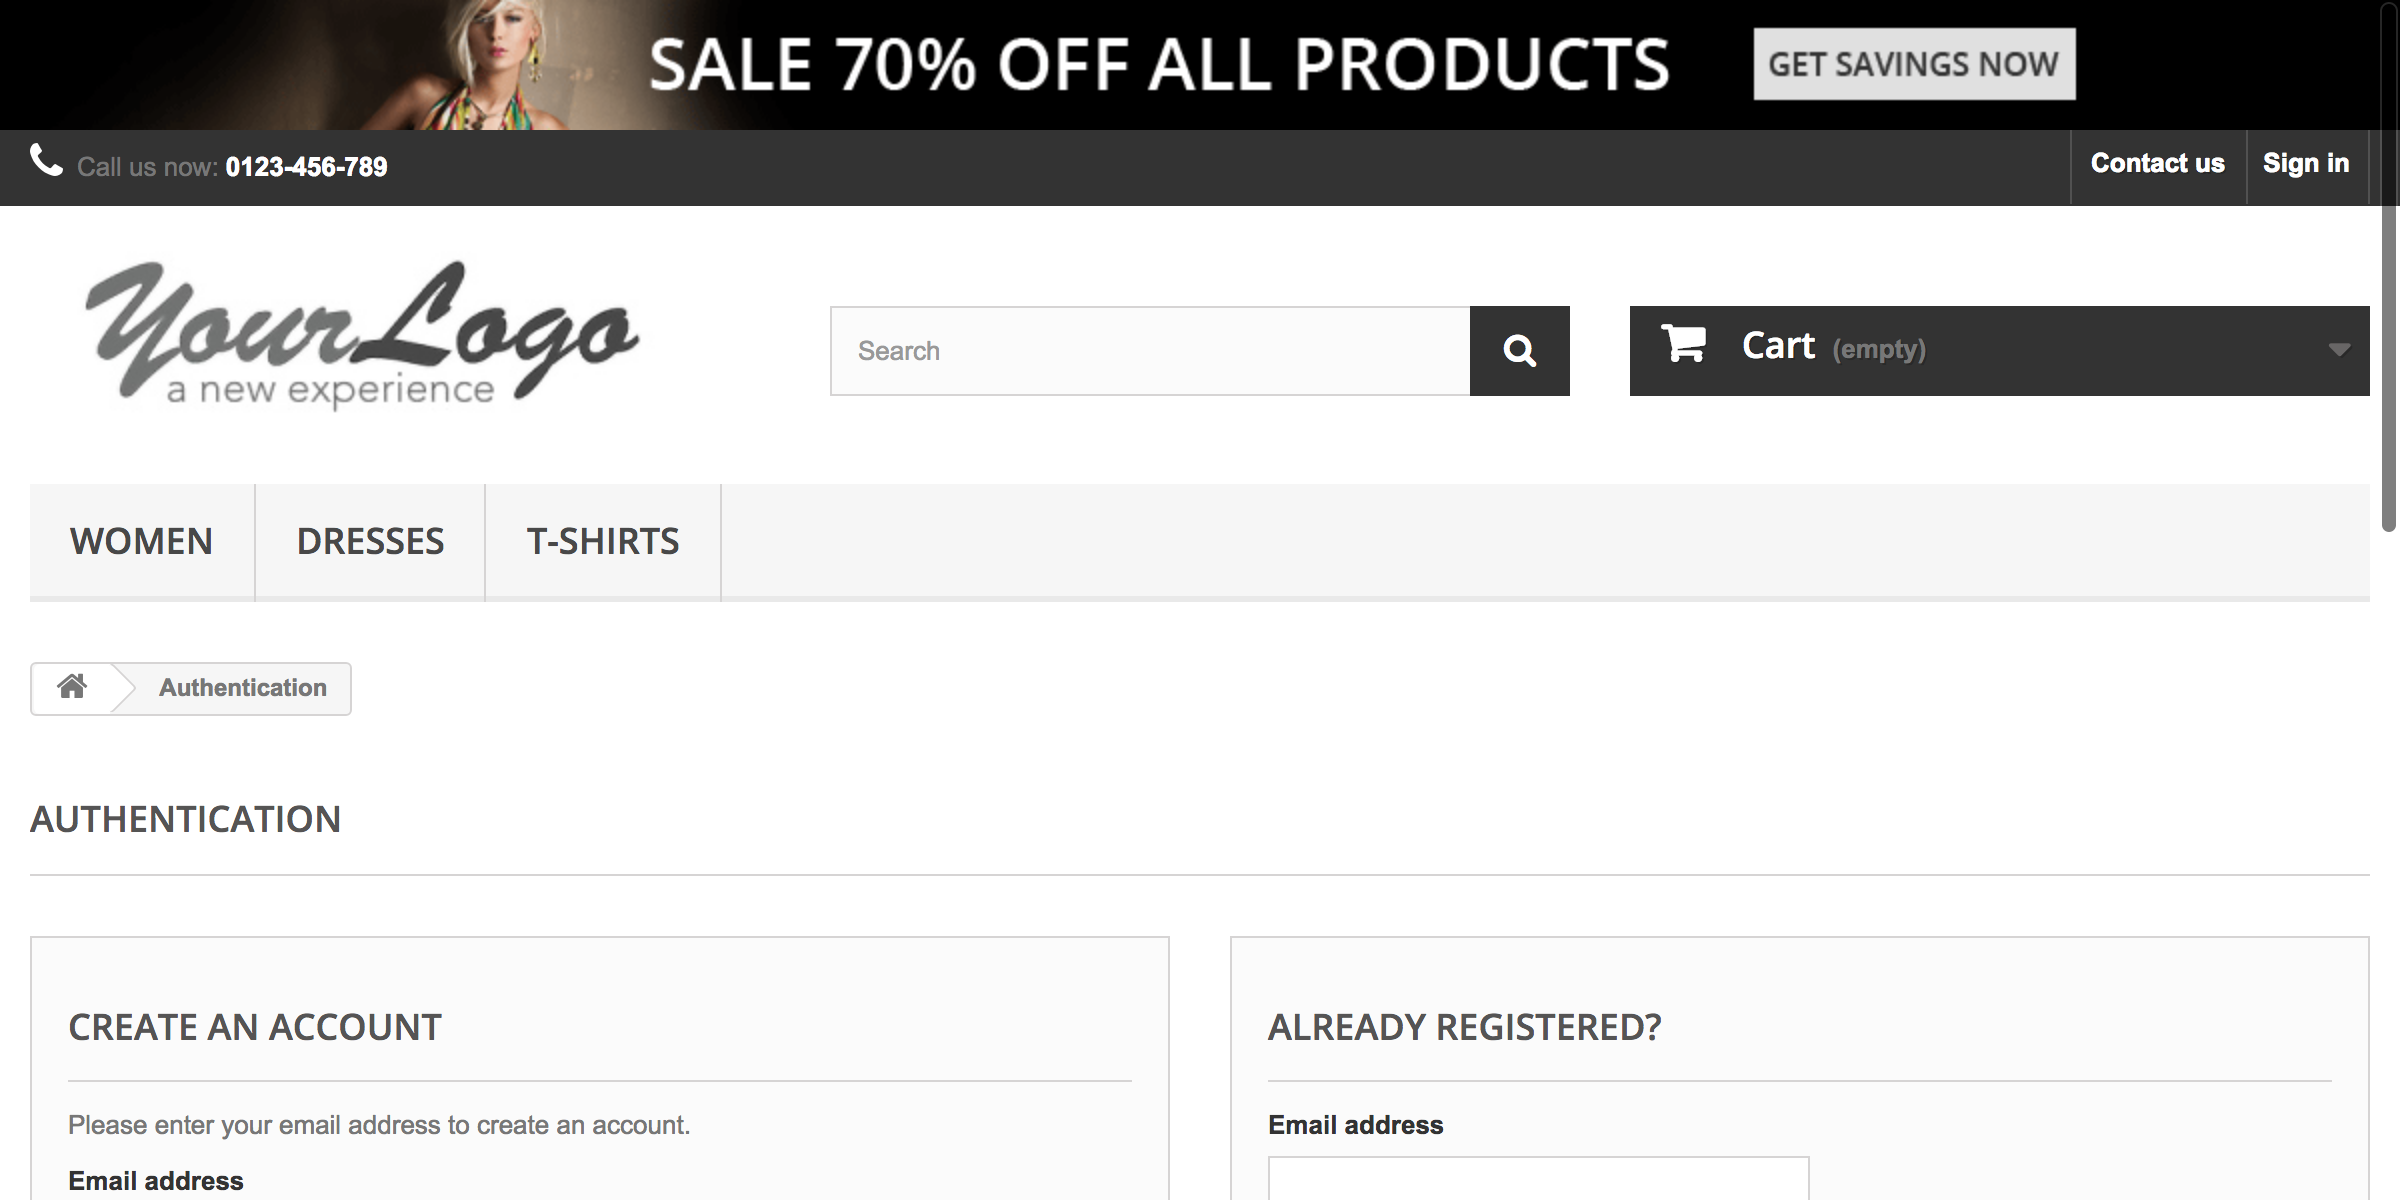 SALE 70% OFF ALL PRODUCTS
GET SAVINGS NOW
Call us now: 0123-456-789
Contact us
Sign in
YourLogo
a new experience
Search
Cart (empty)
WOMEN
DRESSES
T-SHIRTS
Authentication
AUTHENTICATION
CREATE AN ACCOUNT
Please enter your email address to create an account.
Email address
ALREADY REGISTERED?
Email address